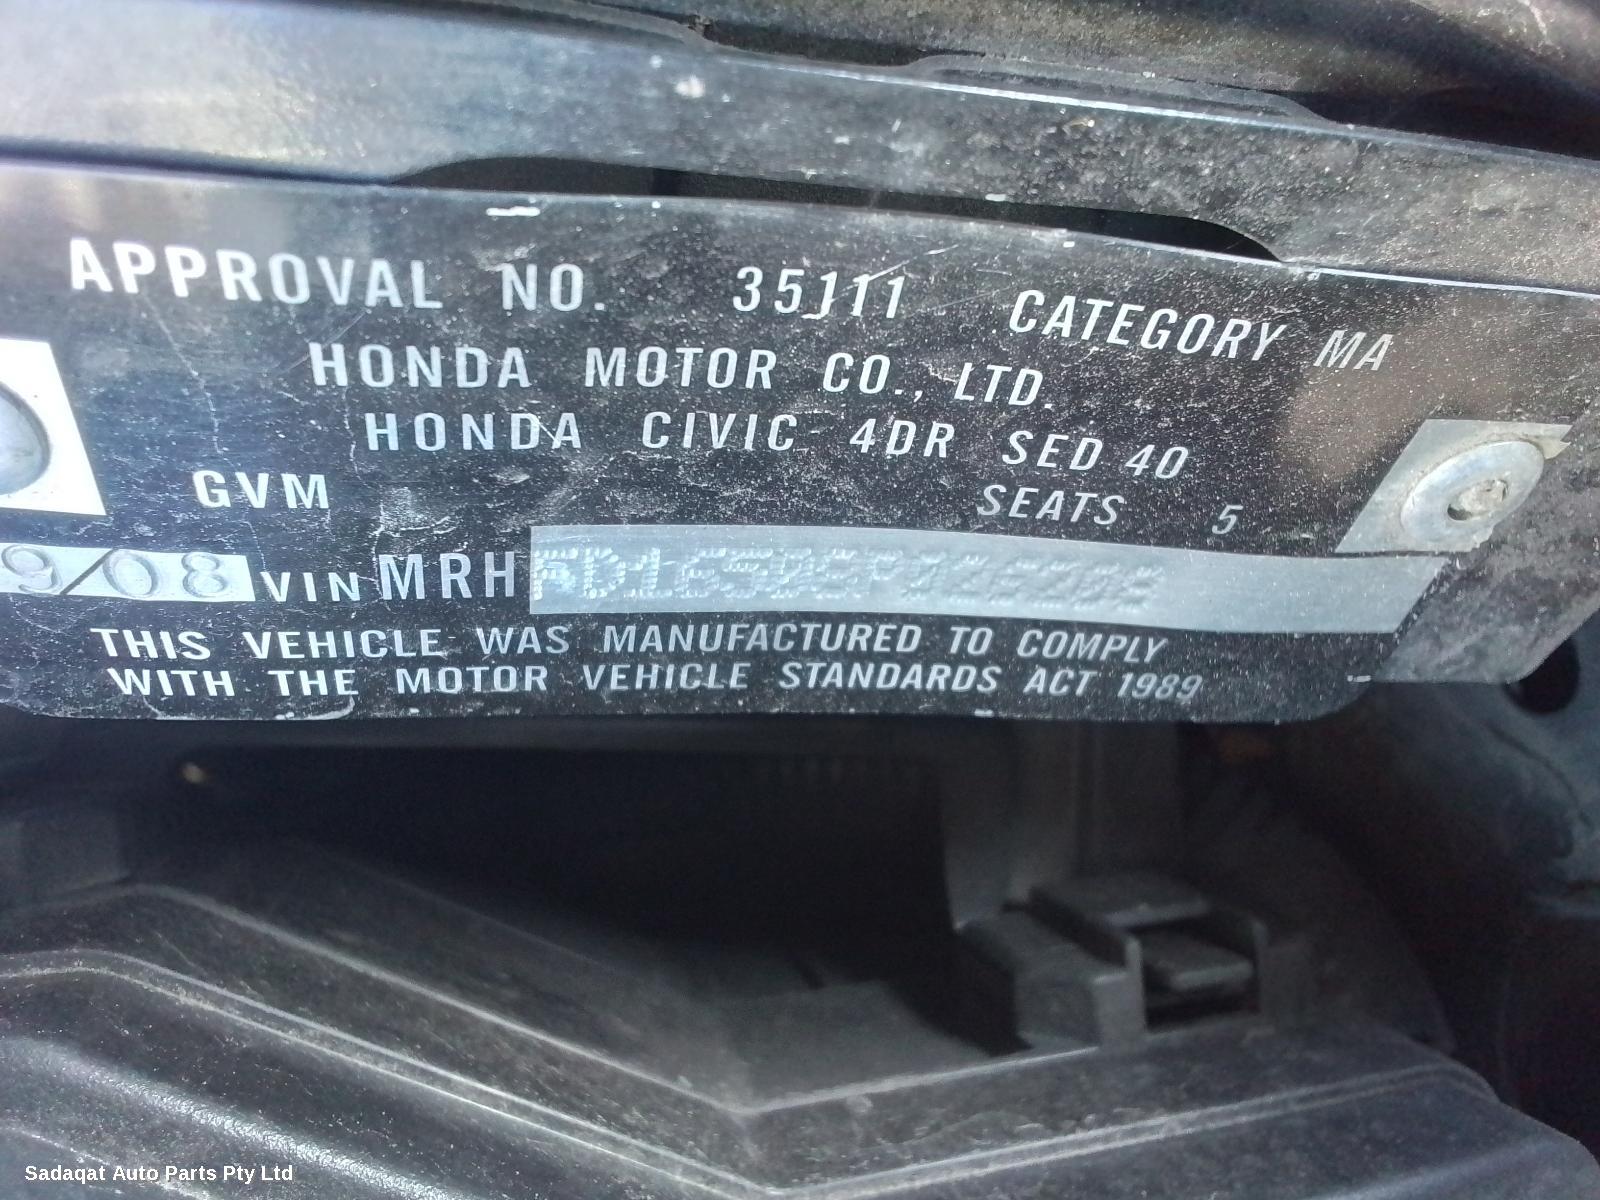 APPROVAL NO. 35111 CATEGORY MA
HONDA MOTOR CO., LTD.
HONDA CIVIC 4DR SED 40
GVM SEATS 5
9/08 VIN MRH
THIS VEHICLE WAS MANUFACTURED TO COMPLY
WITH THE MOTOR VEHICLE STANDARDS ACT 1989
Sadaqat Auto Parts Pty Ltd